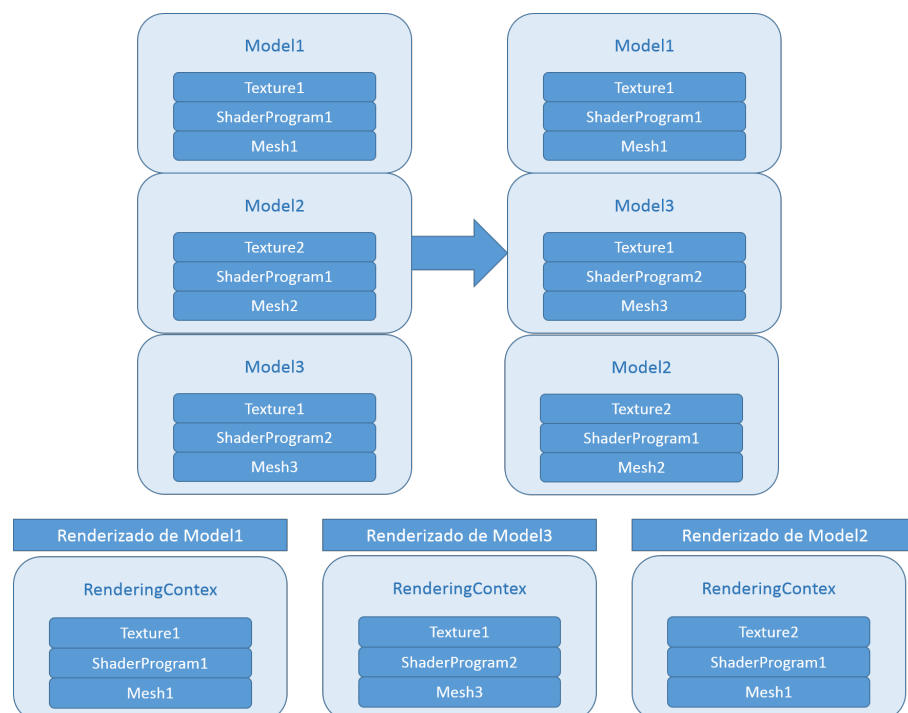 Model1
Texture1
ShaderProgram1
Mesh1
Model2
Texture2
ShaderProgram1
Mesh2
Model3
Texture1
ShaderProgram2
Mesh3
Model1
Texture1
ShaderProgram1
Mesh1
Model3
Texture1
ShaderProgram2
Mesh3
Model2
Texture2
ShaderProgram1
Mesh2
Renderizado de Model1
RenderingContex
Texture1
ShaderProgram1
Mesh1
Renderizado de Model3
RenderingContex
Texture1
ShaderProgram2
Mesh3
Renderizado de Model2
RenderingContex
Texture2
ShaderProgram1
Mesh1